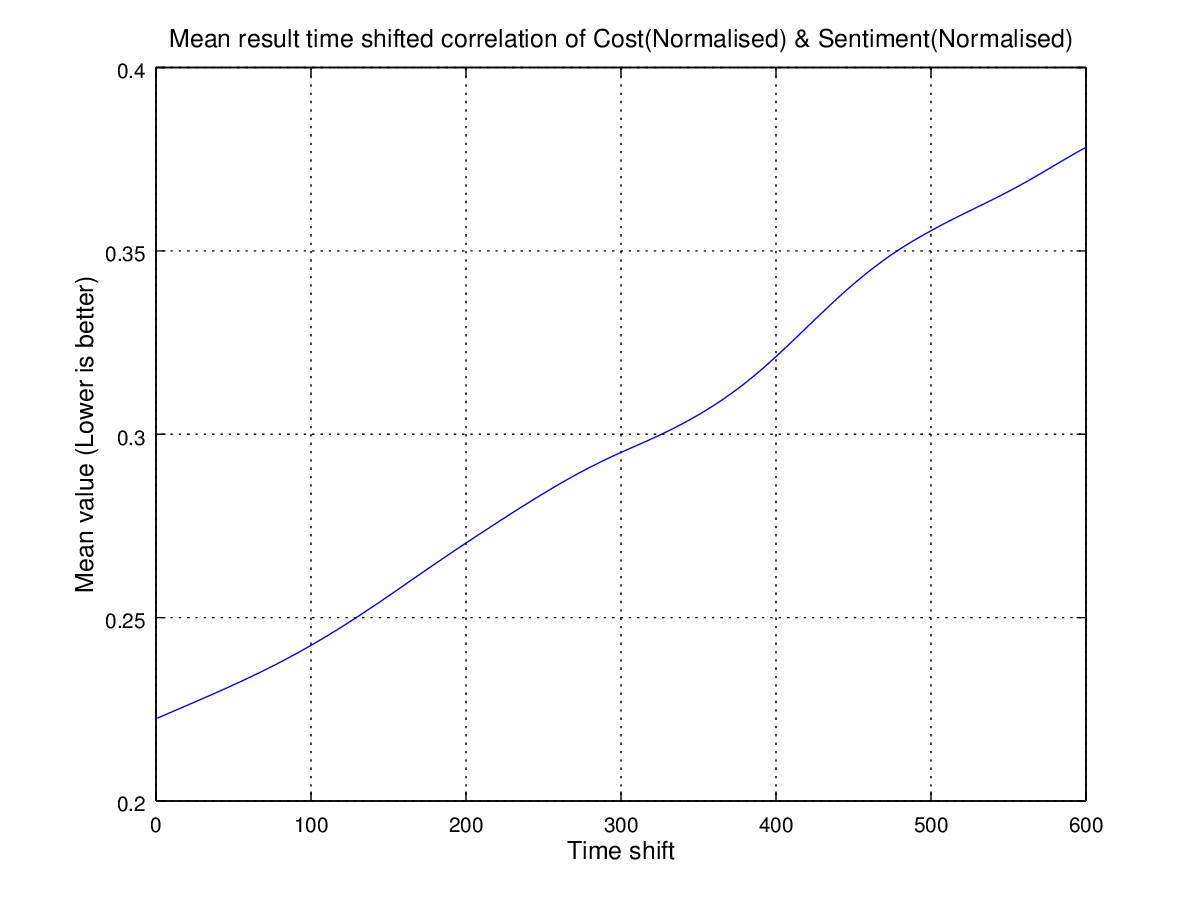 Mean result time shifted correlation of Cost(Normalised) & Sentiment(Normalised)
0.4
0.35
0.3
0.25
0.2
Mean value (Lower is better)
0 100 200 300 400 500 600
Time shift